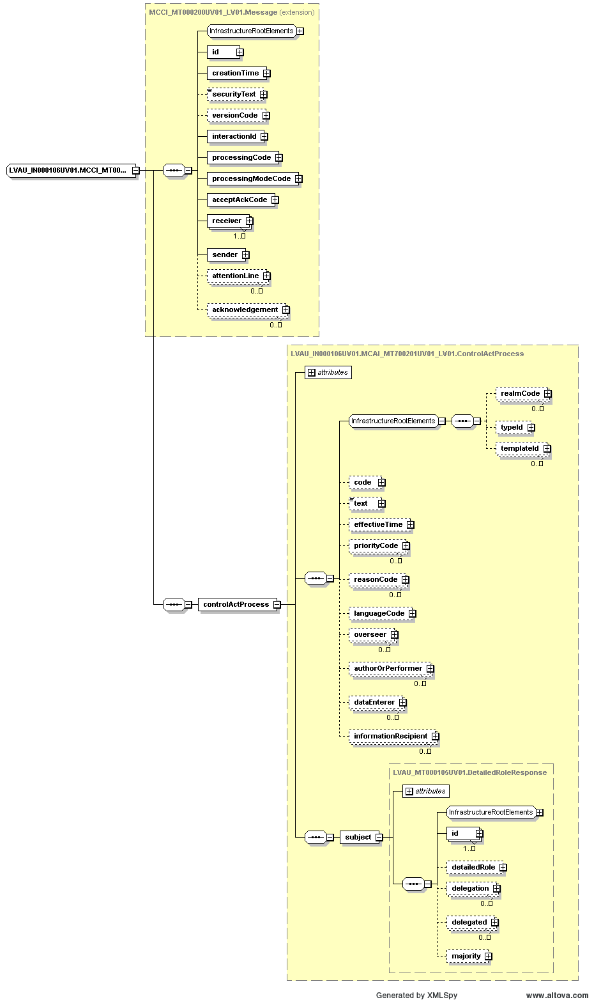 MCCI_MT000200UV01_LV01.Message (extension)
InfrastructureRootElements
id
creationTime
securityText
versionCode
interactionId
processingCode
LVAU_IN000106UV01.MCCI_MT00...
processingModeCode
acceptAckCode
receiver
1..
sender
attentionLine
0..
acknowledgement
0..
LVAU_IN000106UV01.MCAI_MT700201UV01_LV01.ControlActProcess
attributes
realmCode
0..
InfrastructureRootElements
typeId
templateId
0..
code
text
effectiveTime
priorityCode
0..
reasonCode
0..
controlActProcess
languageCode
overseer
0..
authorOrPerformer
0..
dataEnterer
0..
informationRecipient
0..
LVAU_MT000105UV01.DetailedRoleResponse
attributes
InfrastructureRootElements
id
1..
subject
detailedRole
delegation
0..
delegated
0..
majority
Generated by XMLSpy
www.altova.com